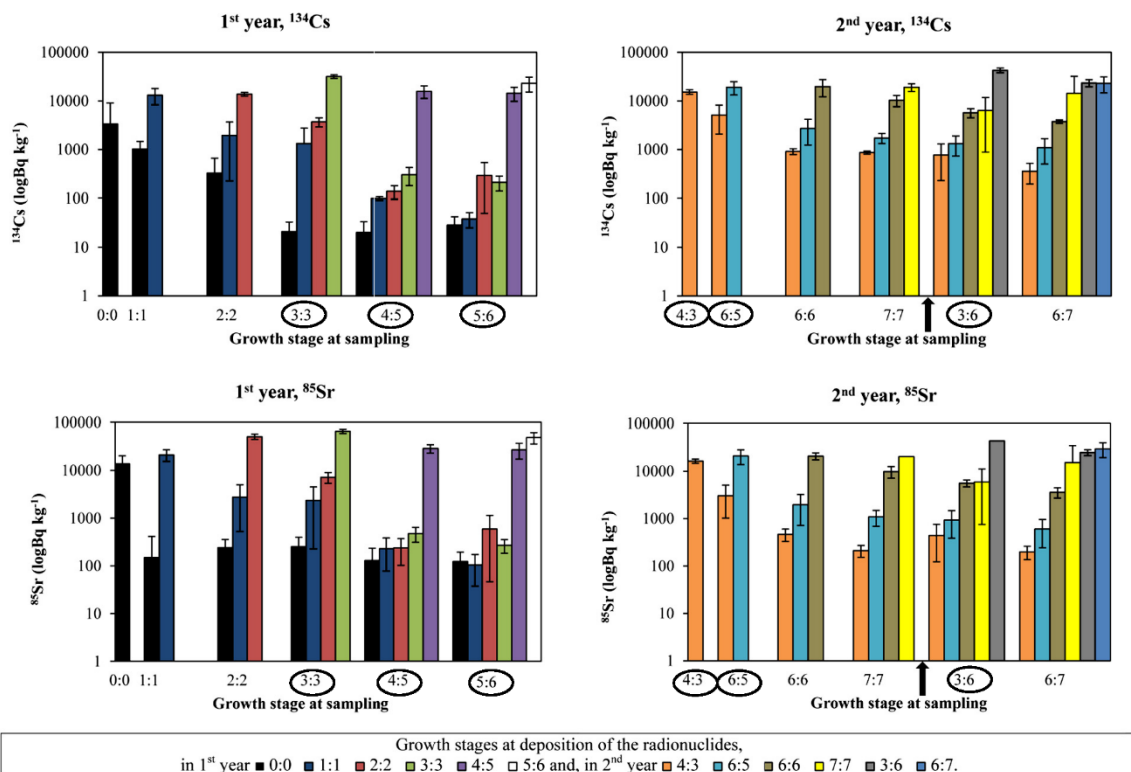 1st year, 134Cs
100000
10000
1000
100
10
1
134Cs (logBq kg-1)
0:0 1:1 2:2 3:3 4:5 5:6
Growth stage at sampling
2nd year, 134Cs
100000
10000
1000
100
10
1
134Cs (logBq kg-1)
4:3 6:5 6:6 7:7 3:6 6:7
Growth stage at sampling
1st year, 85Sr
100000
10000
1000
100
10
1
85Sr (logBq kg-1)
0:0 1:1 2:2 3:3 4:5 5:6
Growth stage at sampling
2nd year, 85Sr
100000
10000
1000
100
10
1
85Sr (logBq kg-1)
4:3 6:5 6:6 7:7 3:6 6:7
Growth stage at sampling
Growth stages at deposition of the radionuclides,
in 1st year 0:0 1:1 2:2 3:3 4:5 5:6 and, in 2nd year 4:3 6:5 6:6 7:7 3:6 6:7.